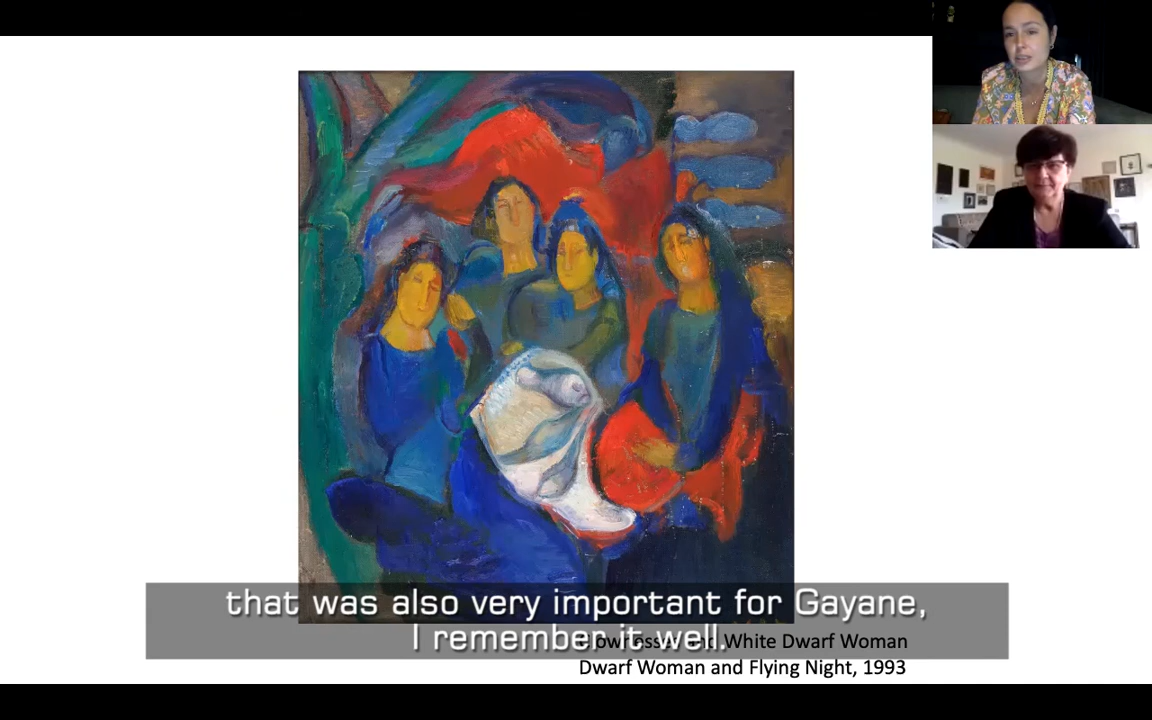 that was also very important for Gayane,
I remember it well.
White Dwarf Woman
Dwarf Woman and Flying Night, 1993